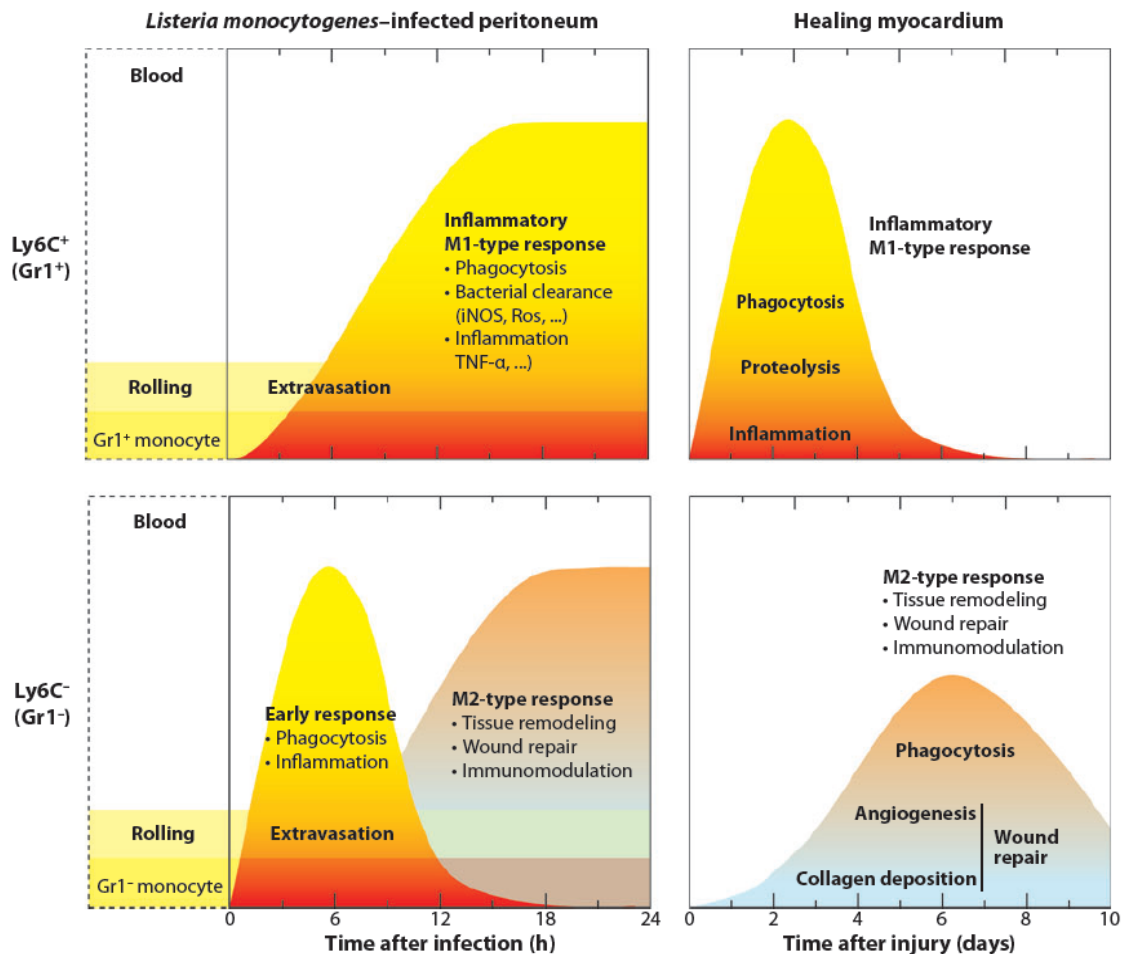 Listeria monocytogenes–infected peritoneum
Healing myocardium
Ly6C⁺
(Gr1⁺)
Blood
Rolling
Gr1⁺ monocyte
Extravasation
Inflammatory
M1-type response
• Phagocytosis
• Bacterial clearance
(iNOS, Ros, ...)
• Inflammation
TNF-α, ...)
Inflammatory
M1-type response
Phagocytosis
Proteolysis
Inflammation
Ly6C⁻
(Gr1⁻)
Blood
Rolling
Gr1⁻ monocyte
Early response
• Phagocytosis
• Inflammation
Extravasation
M2-type response
• Tissue remodeling
• Wound repair
• Immunomodulation
0 6 12 18 24
Time after infection (h)
M2-type response
• Tissue remodeling
• Wound repair
• Immunomodulation
Phagocytosis
Angiogenesis
Collagen deposition
Wound
repair
0 2 4 6 8 10
Time after injury (days)